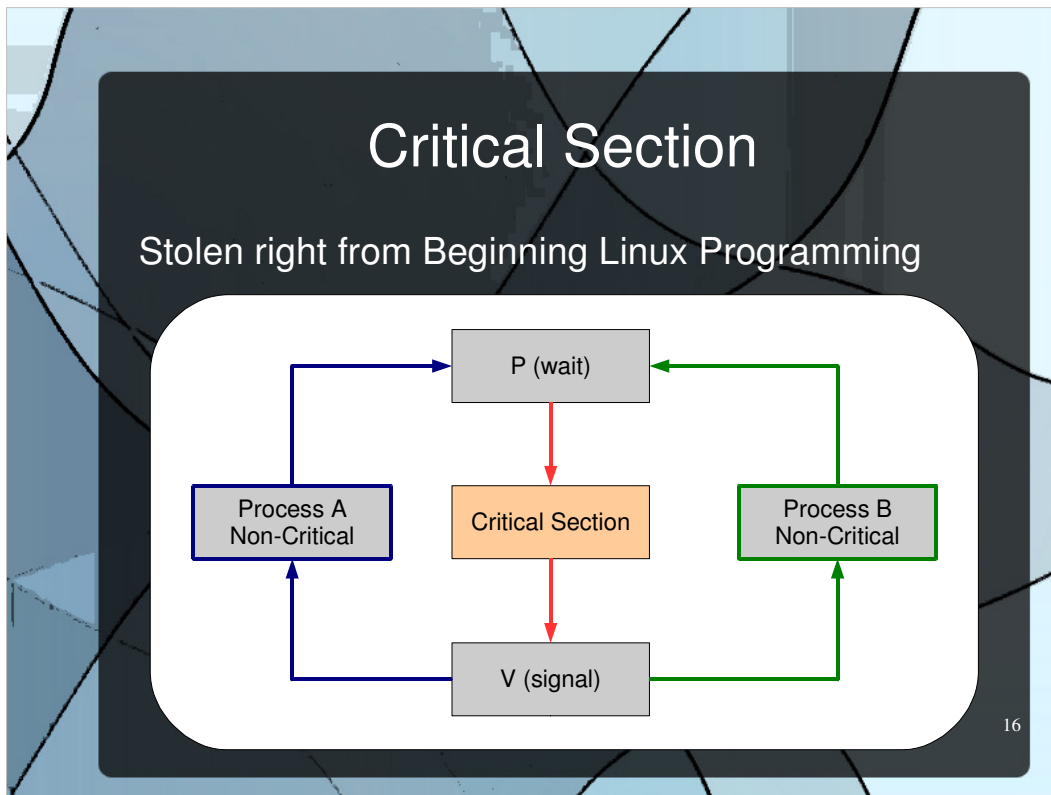 Critical Section
Stolen right from Beginning Linux Programming
P (wait)
Process A
Non-Critical
Critical Section
Process B
Non-Critical
V (signal)
16